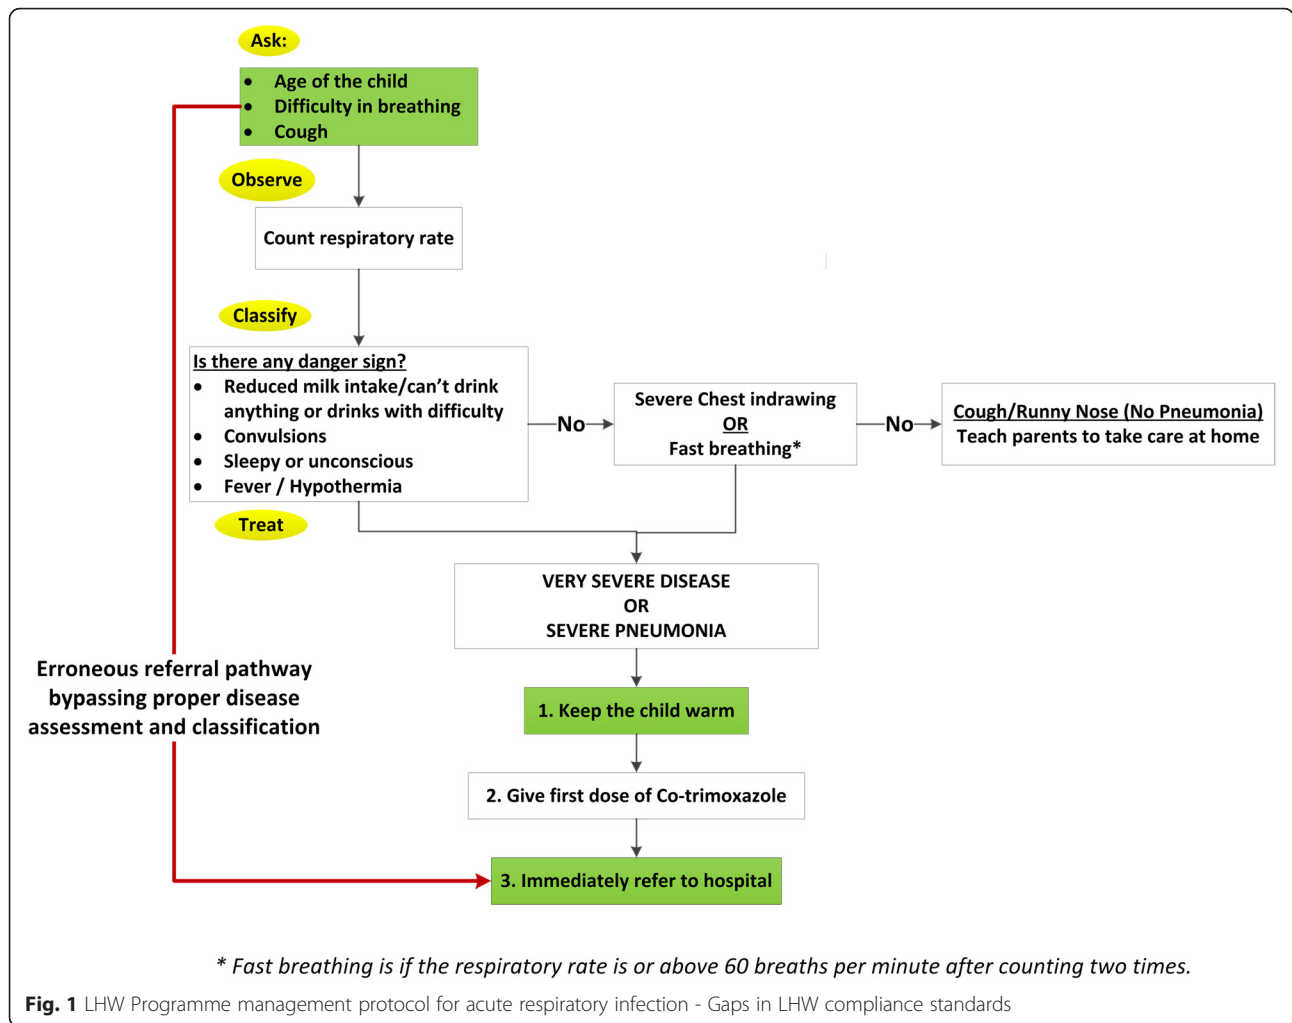 Ask:
• Age of the child
• Difficulty in breathing
• Cough
Observe
Count respiratory rate
Classify
Is there any danger sign?
• Reduced milk intake/can't drink
anything or drinks with difficulty
• Convulsions
• Sleepy or unconscious
• Fever / Hypothermia
No
Severe Chest indrawing
OR
Fast breathing*
No
Cough/Runny Nose (No Pneumonia)
Teach parents to take care at home
Treat
VERY SEVERE DISEASE
OR
SEVERE PNEUMONIA
Erroneous referral pathway
bypassing proper disease
assessment and classification
1. Keep the child warm
2. Give first dose of Co-trimoxazole
3. Immediately refer to hospital
* Fast breathing is if the respiratory rate is or above 60 breaths per minute after counting two times.
Fig. 1 LHW Programme management protocol for acute respiratory infection - Gaps in LHW compliance standards